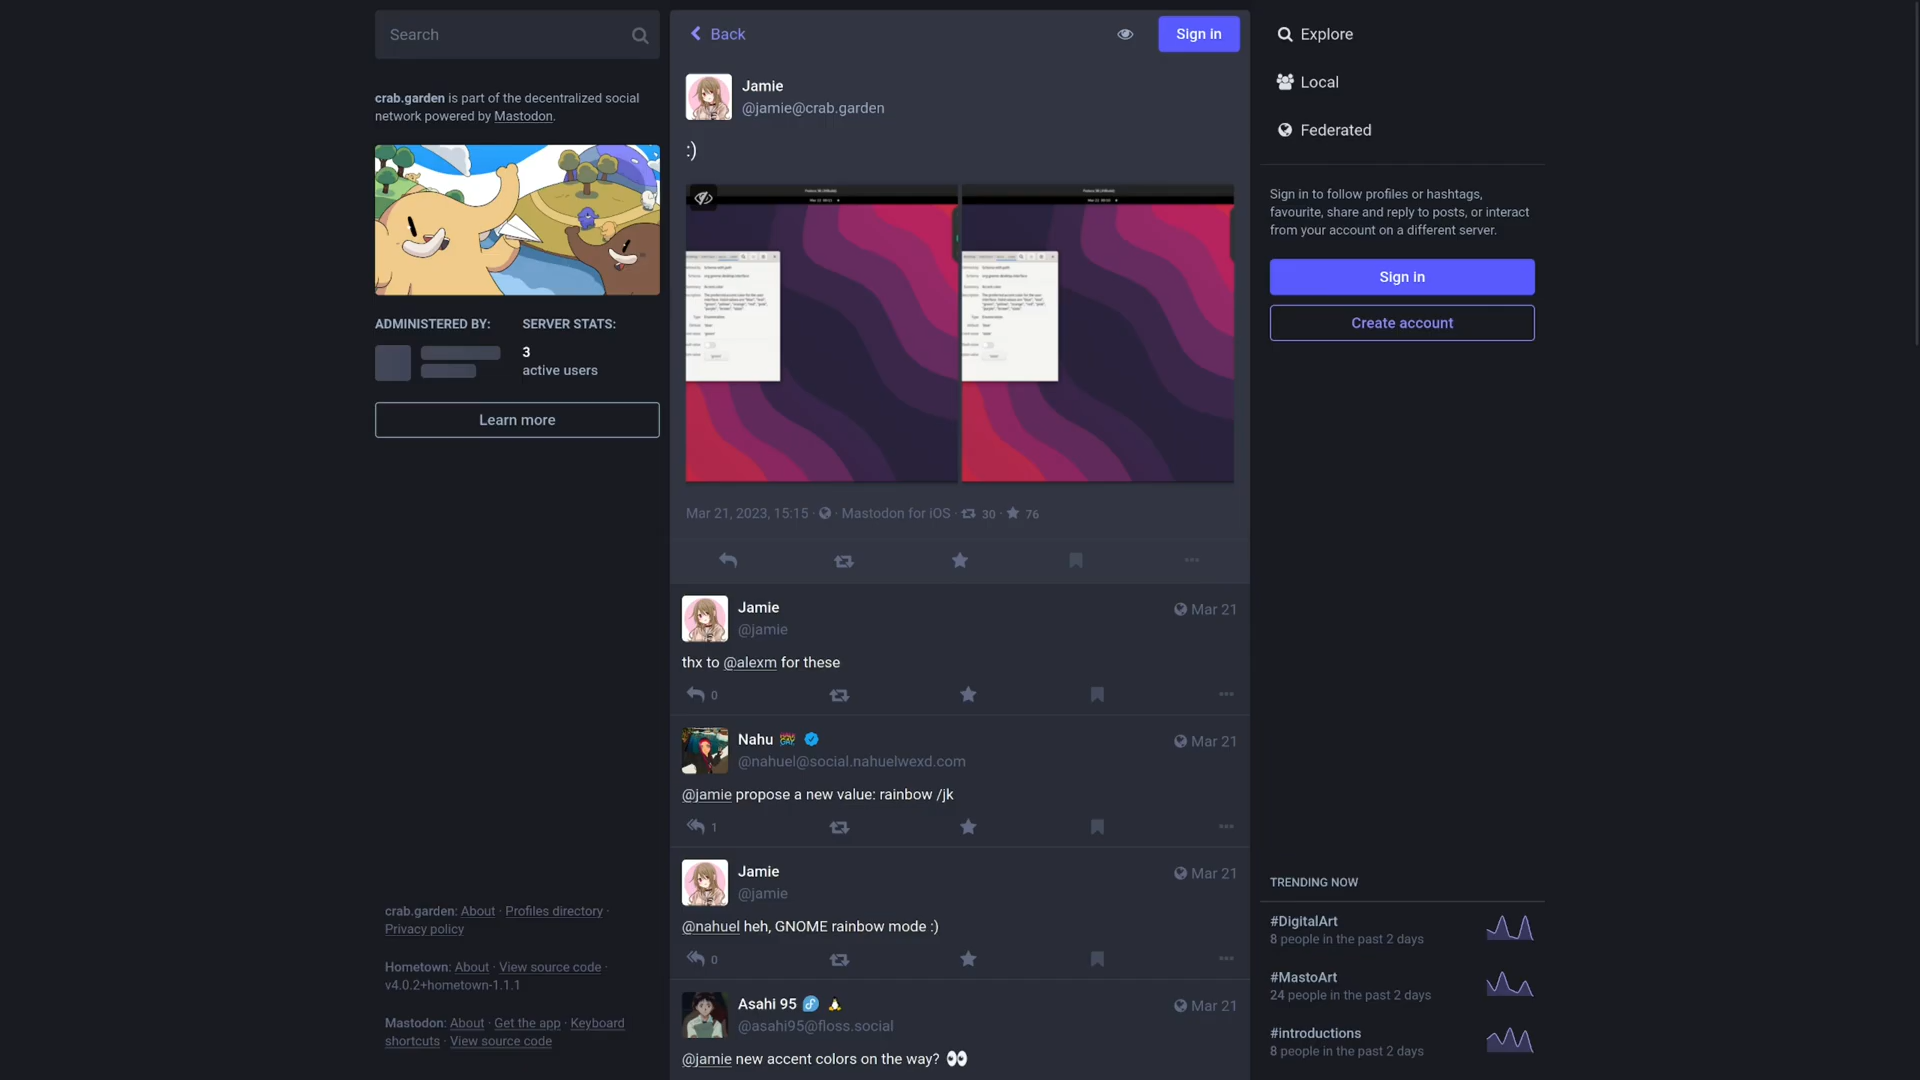 Search
crab.garden is part of the decentralized social
network powered by Mastodon.
ADMINISTERED BY:
SERVER STATS:
3
active users
Learn more
crab.garden: About · Profiles directory ·
Privacy policy
Hometown: About · View source code ·
v4.0.2+hometown-1.1.1
Mastodon: About · Get the app · Keyboard
shortcuts · View source code
Back
Sign in
Jamie
@jamie@crab.garden
:)
Mar 21, 2023, 15:15 · · Mastodon for iOS · 30 · 76
Jamie
Mar 21
@jamie
thx to @alexm for these
0
Nahu
Mar 21
@nahuel@social.nahuelwexd.com
@jamie propose a new value: rainbow /jk
1
Jamie
Mar 21
@jamie
@nahuel heh, GNOME rainbow mode :)
0
Asahi 95
Mar 21
@asahi95@floss.social
@jamie new accent colors on the way? 👀
Explore
Local
Federated
Sign in to follow profiles or hashtags,
favourite, share and reply to posts, or interact
from your account on a different server.
Sign in
Create account
TRENDING NOW
#DigitalArt
8 people in the past 2 days
#MastoArt
24 people in the past 2 days
#introductions
8 people in the past 2 days